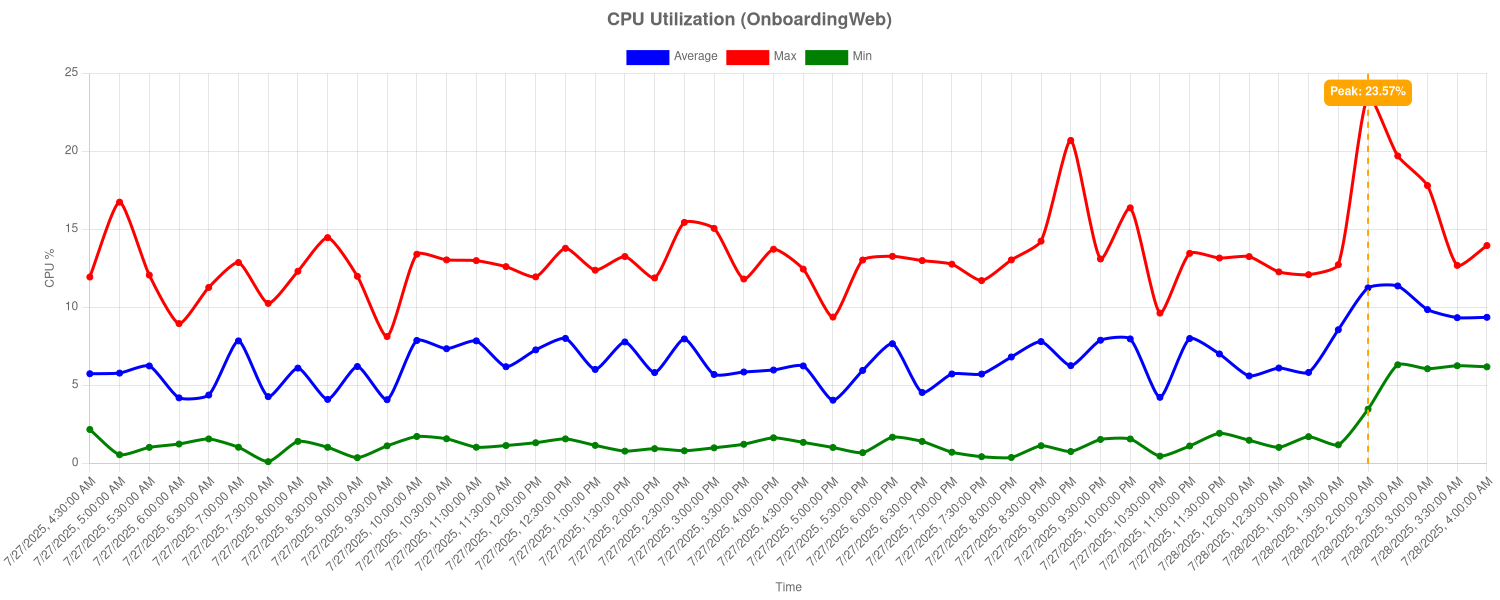 CPU Utilization (OnboardingWeb)
Average Max Min
25
Peak: 23.57%
20
15
CPU %
10
5
0
7/27/2025, 4:30:00 AM
7/27/2025, 5:00:00 AM
7/27/2025, 5:30:00 AM
7/27/2025, 6:00:00 AM
7/27/2025, 6:30:00 AM
7/27/2025, 7:00:00 AM
7/27/2025, 7:30:00 AM
7/27/2025, 8:00:00 AM
7/27/2025, 8:30:00 AM
7/27/2025, 9:00:00 AM
7/27/2025, 9:30:00 AM
7/27/2025, 10:00:00 AM
7/27/2025, 10:30:00 AM
7/27/2025, 11:00:00 AM
7/27/2025, 11:30:00 AM
7/27/2025, 12:00:00 PM
7/27/2025, 12:30:00 PM
7/27/2025, 1:00:00 PM
7/27/2025, 1:30:00 PM
7/27/2025, 2:00:00 PM
7/27/2025, 2:30:00 PM
7/27/2025, 3:00:00 PM
7/27/2025, 3:30:00 PM
7/27/2025, 4:00:00 PM
7/27/2025, 4:30:00 PM
7/27/2025, 5:00:00 PM
7/27/2025, 5:30:00 PM
7/27/2025, 6:00:00 PM
7/27/2025, 6:30:00 PM
7/27/2025, 7:00:00 PM
7/27/2025, 7:30:00 PM
7/27/2025, 8:00:00 PM
7/27/2025, 8:30:00 PM
7/27/2025, 9:00:00 PM
7/27/2025, 9:30:00 PM
7/27/2025, 10:00:00 PM
7/27/2025, 10:30:00 PM
7/27/2025, 11:00:00 PM
7/27/2025, 11:30:00 PM
7/28/2025, 12:00:00 AM
7/28/2025, 12:30:00 AM
7/28/2025, 1:00:00 AM
7/28/2025, 1:30:00 AM
7/28/2025, 2:00:00 AM
7/28/2025, 2:30:00 AM
7/28/2025, 3:00:00 AM
7/28/2025, 3:30:00 AM
7/28/2025, 4:00:00 AM
Time